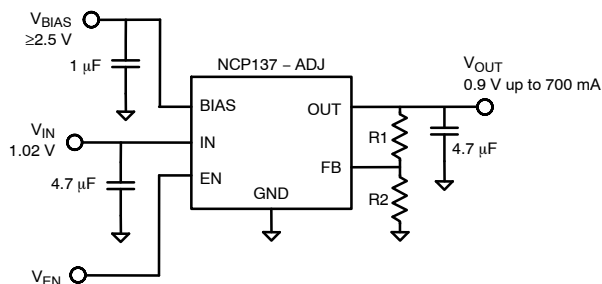 VBIAS
≥2.5 V
1 μF
NCP137 – ADJ
VOUT
0.9 V up to 700 mA
BIAS
OUT
VIN
1.02 V
IN
R1
4.7 μF
4.7 μF
EN
FB
GND
R2
VEN